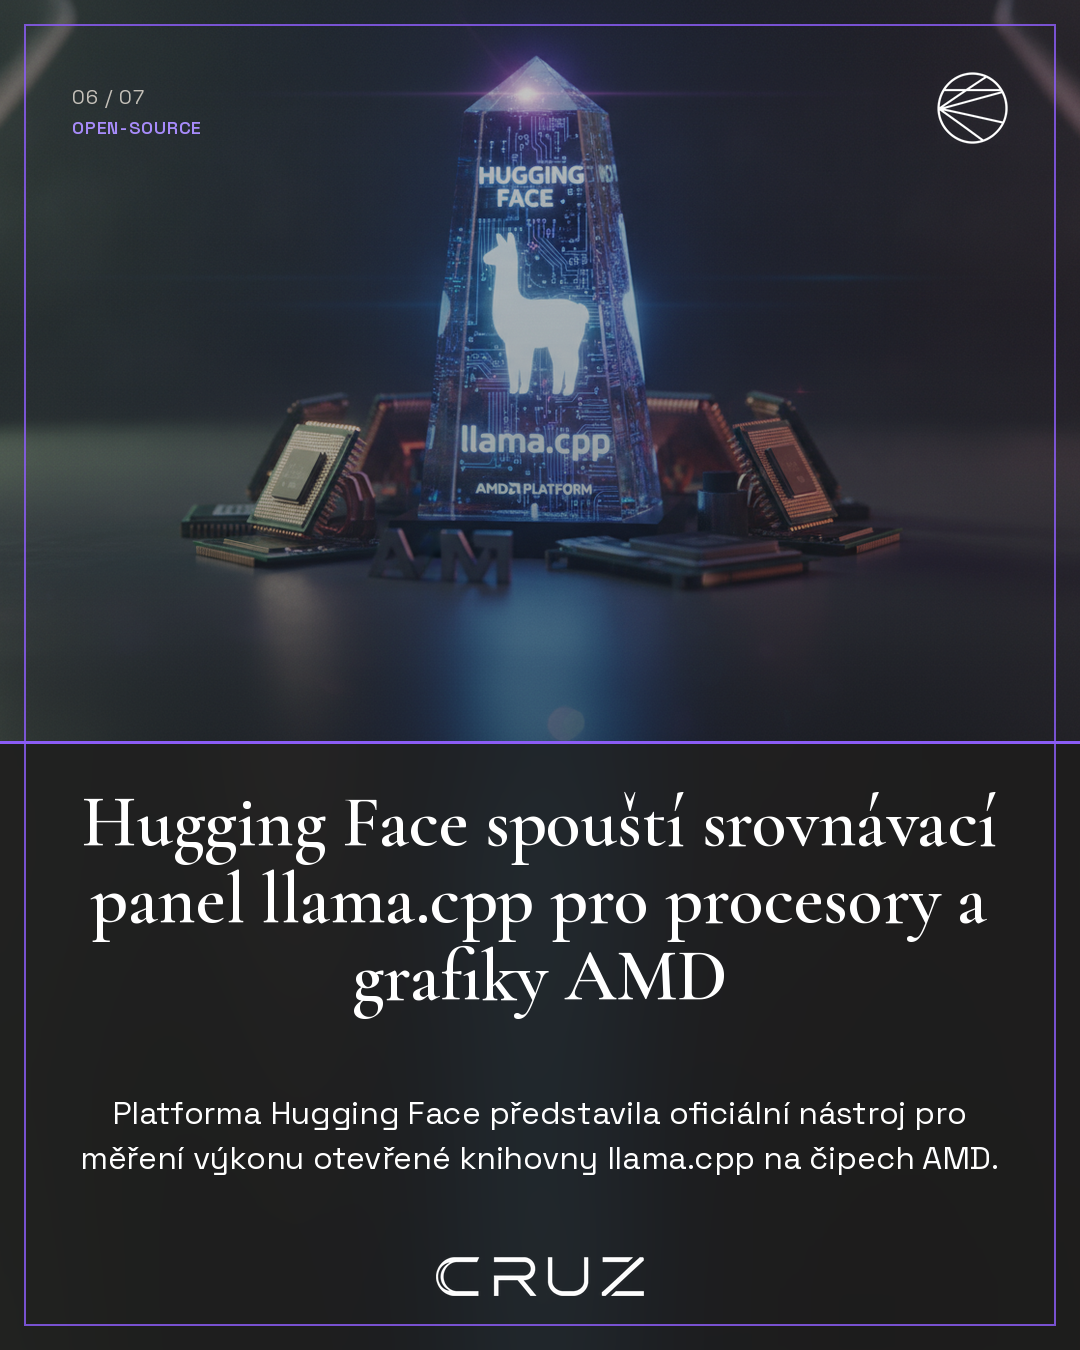 06 / 07
OPEN-SOURCE
HUGGING
FACE
llama.cpp
AMD PLATFORM
AM
Hugging Face spouští srovnávací
panel llama.cpp pro procesory a
grafiky AMD
Platforma Hugging Face představila oficiální nástroj pro
měření výkonu otevřené knihovny llama.cpp na čipech AMD.
CRUZ